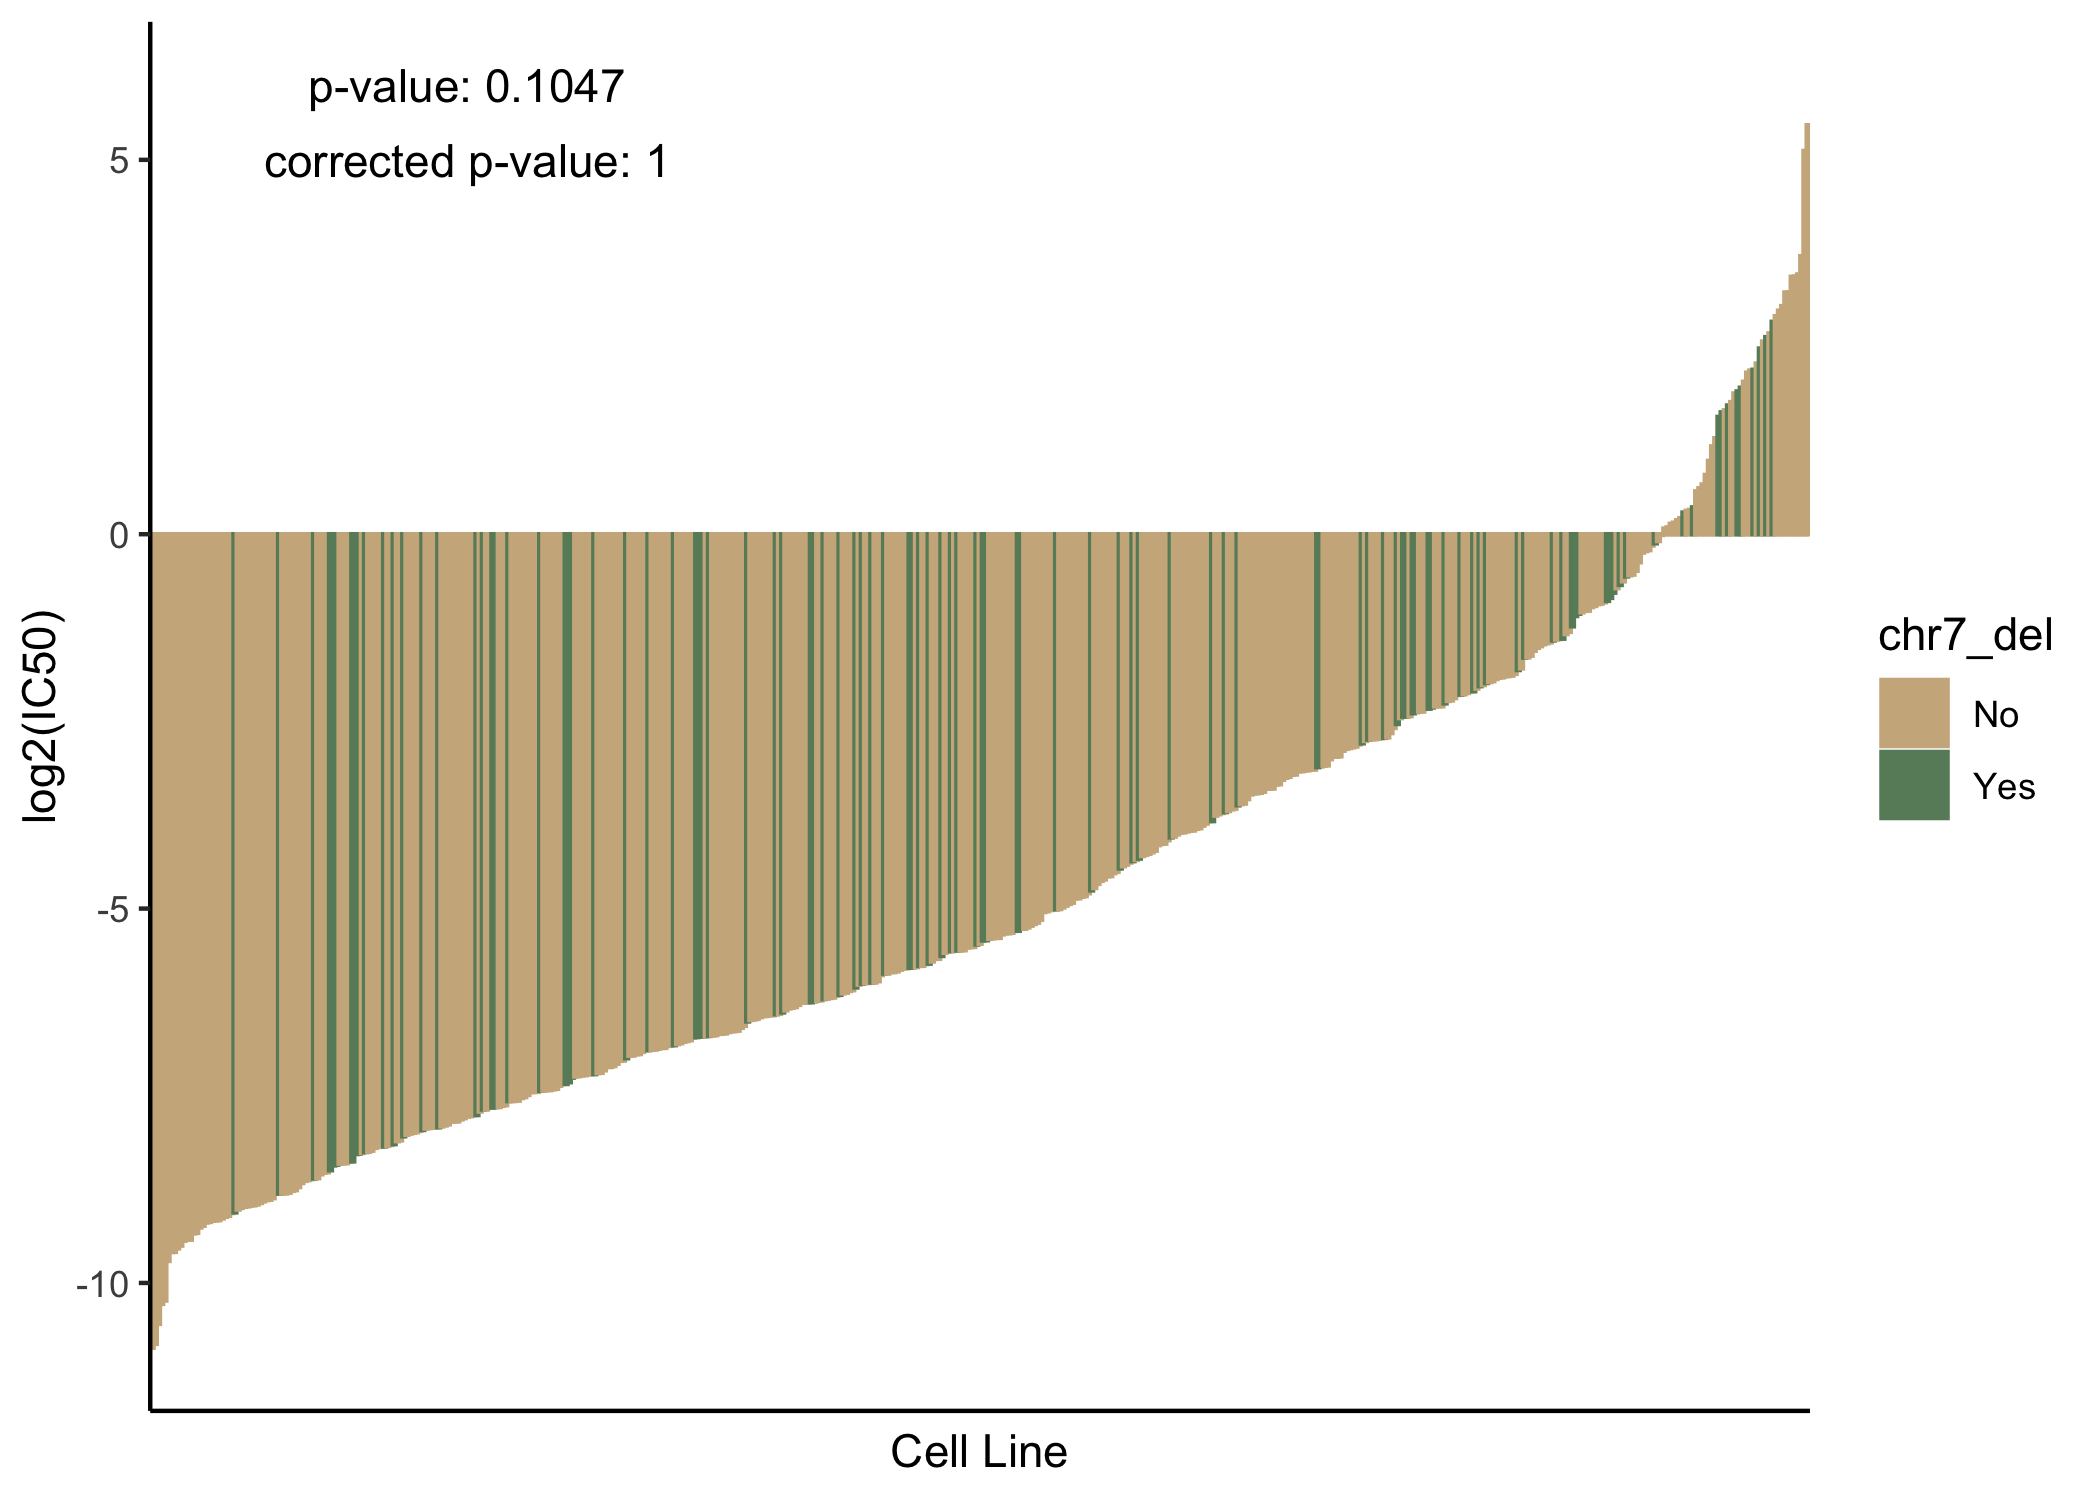 p-value: 0.1047
corrected p-value: 1
5
0
-5
-10
log2(IC50)
Cell Line
chr7_del
No
Yes